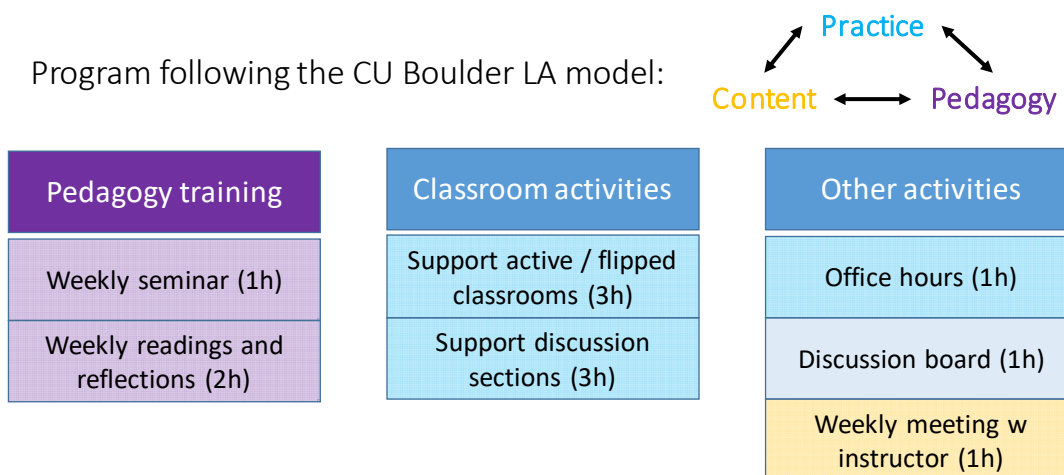 Practice
Program following the CU Boulder LA model:
Content
Pedagogy
Pedagogy training
Weekly seminar (1h)
Weekly readings and
reflections (2h)
Classroom activities
Support active / flipped
classrooms (3h)
Support discussion
sections (3h)
Other activities
Office hours (1h)
Discussion board (1h)
Weekly meeting w
instructor (1h)